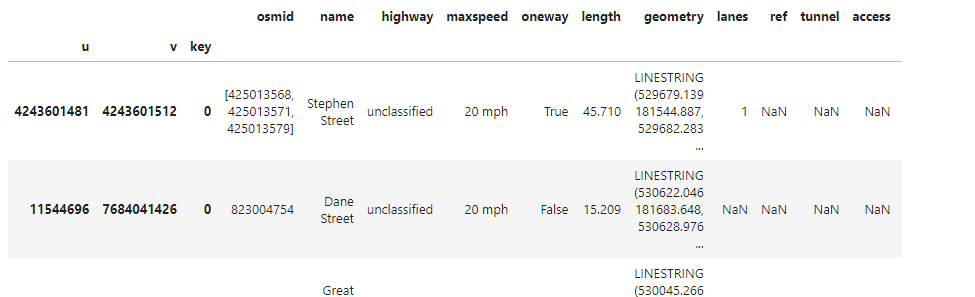 osmid name highway maxspeed oneway length geometry lanes ref tunnel access
u v key
LINESTRING
[425013568, (529679.139
Stephen
4243601481 4243601512 0 425013571, unclassified 20 mph True 45.710 181544.887, 1 NaN NaN NaN
Street
425013579] 529682.283
...
LINESTRING
(530622.046
Dane
11544696 7684041426 0 823004754 unclassified 20 mph False 15.209 181683.648, NaN NaN NaN NaN
Street
530628.976
...
LINESTRING
Great (530045.266